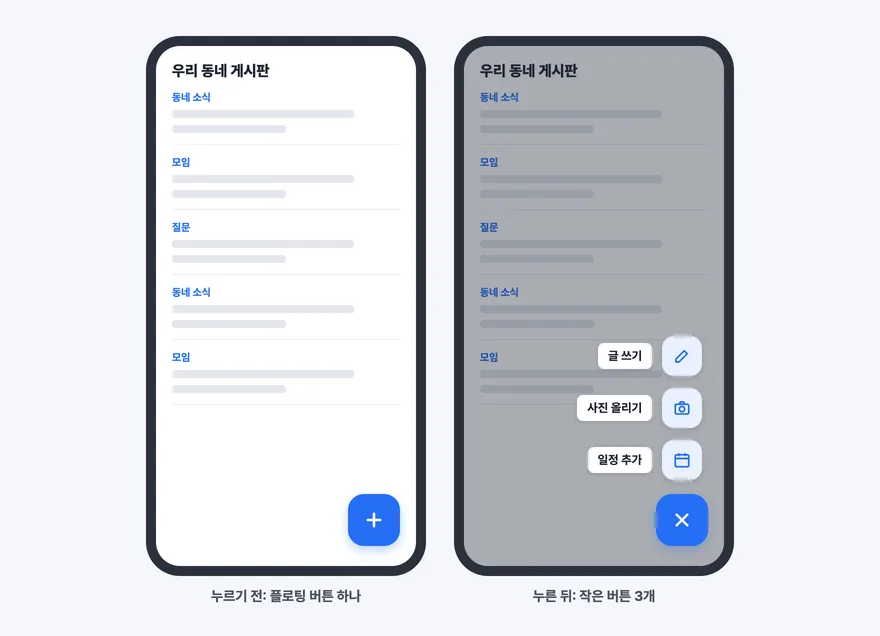 우리 동네 게시판
동네 소식
모임
질문
동네 소식
모임
누르기 전: 플로팅 버튼 하나
우리 동네 게시판
동네 소식
모임
질문
동네 소식
모임
글 쓰기
사진 올리기
일정 추가
누른 뒤: 작은 버튼 3개